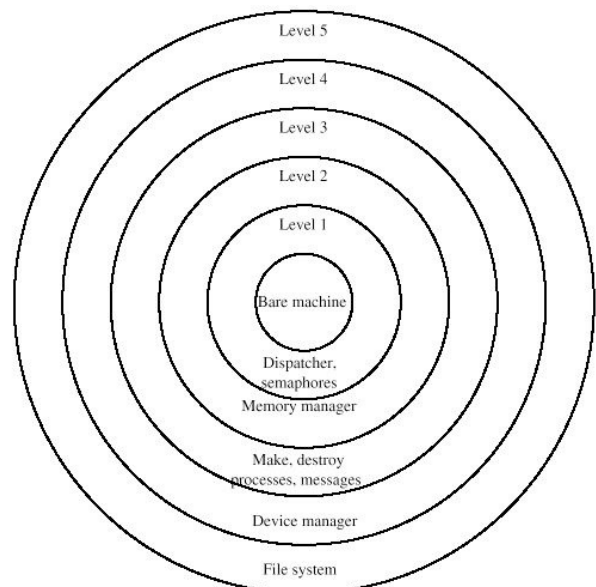 Level 5
Level 4
Level 3
Level 2
Level 1
Bare machine
Dispatcher,
semaphores
Memory manager
Make, destroy
processes, messages
Device manager
File system